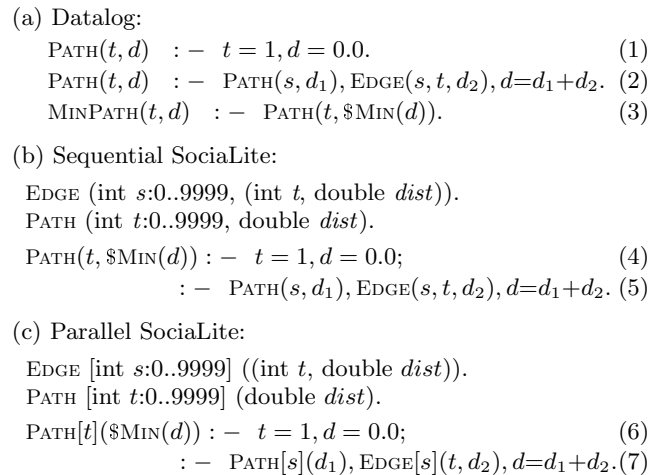 (a) Datalog:
PATH(t, d) :− t = 1, d = 0.0. (1)
PATH(t, d) :− PATH(s, d₁), EDGE(s, t, d₂), d=d₁+d₂. (2)
MINPATH(t, d) :− PATH(t, $MIN(d)). (3)
(b) Sequential SociaLite:
EDGE (int s:0..9999, (int t, double dist)).
PATH (int t:0..9999, double dist).
PATH(t, $MIN(d)) :− t = 1, d = 0.0; (4)
:− PATH(s, d₁), EDGE(s, t, d₂), d=d₁+d₂. (5)
(c) Parallel SociaLite:
EDGE [int s:0..9999] ((int t, double dist)).
PATH [int t:0..9999] (double dist).
PATH[t]($MIN(d)) :− t = 1, d = 0.0; (6)
:− PATH[s](d₁), EDGE[s](t, d₂), d=d₁+d₂.(7)